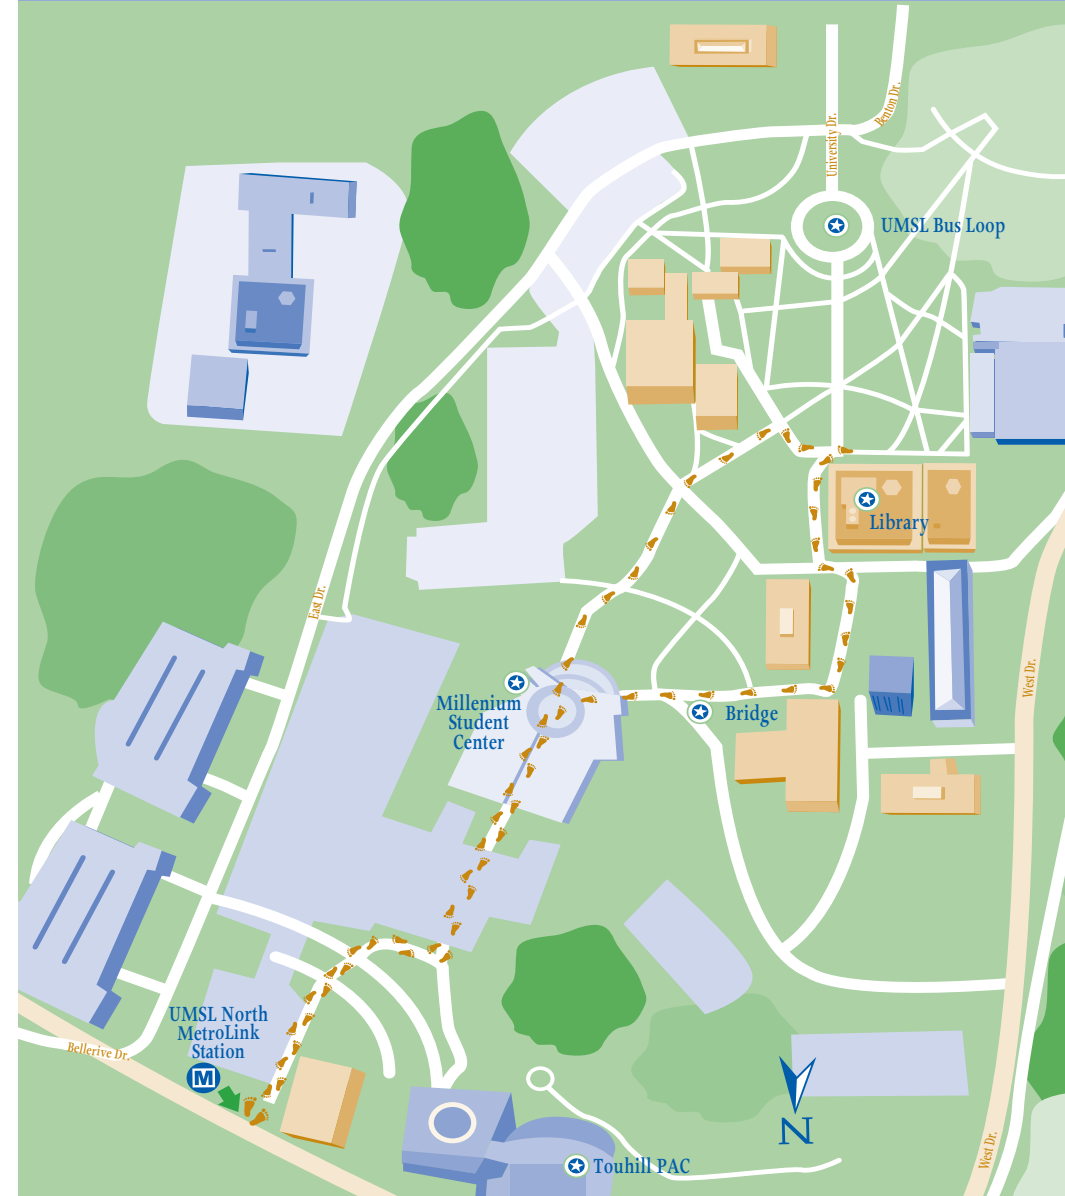 Benton Dr.
University Dr.
UMSL Bus Loop
Library
East Dr.
West Dr.
Millenium
Student
Center
Bridge
UMSL North
MetroLink
Station
M
Bellerive Dr.
N
West Dr.
Touhill PAC